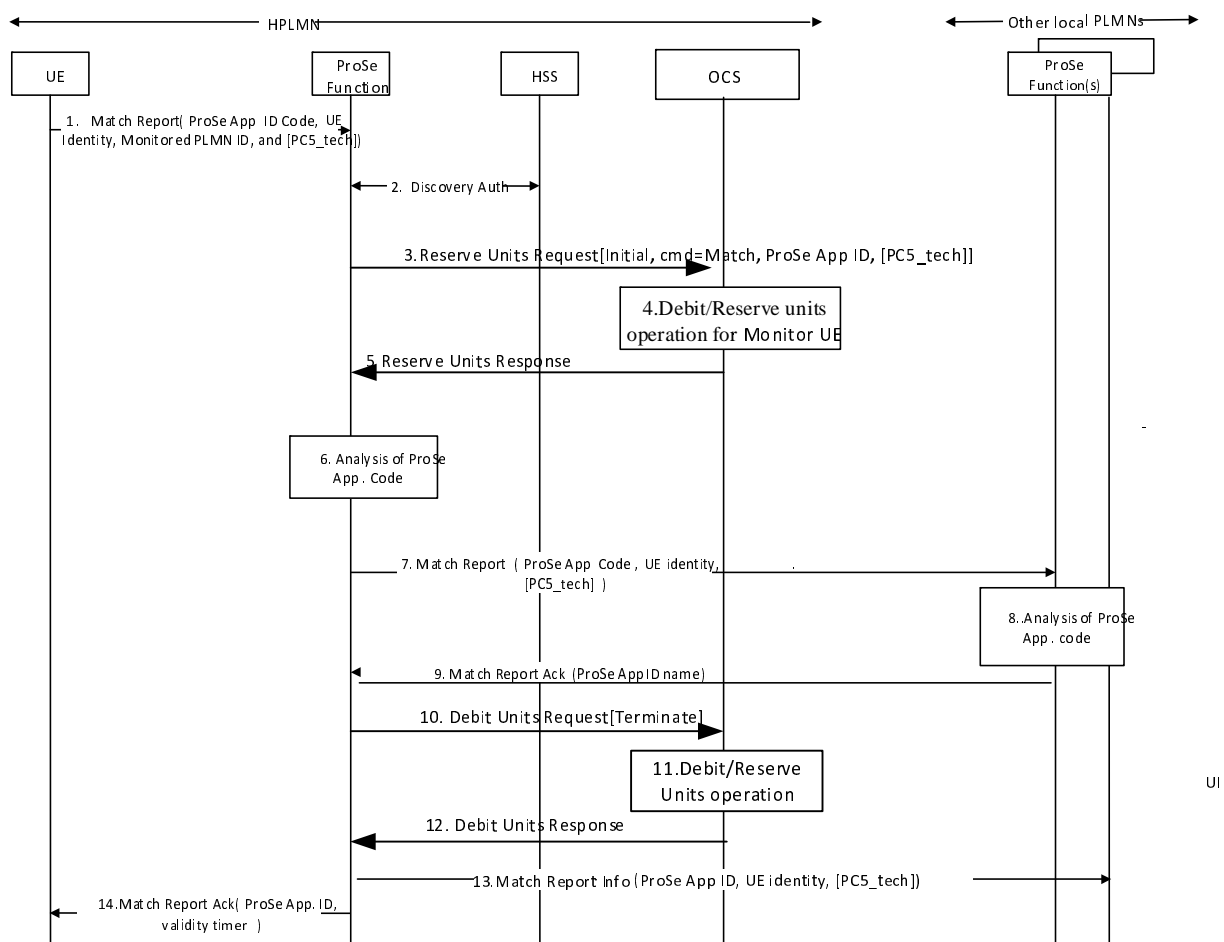 HPLMN
Other local PLMNs
UE
ProSe
Function
HSS
OCS
ProSe
Function(s)
1. Match Report( ProSe App ID Code, UE
Identity, Monitored PLMN ID, and [PC5_tech])
2. Discovery Auth
3.Reserve Units Request[Initial, cmd=Match, ProSe App ID, [PC5_tech]]
4.Debit/Reserve units
operation for Monitor UE
5.Reserve Units Response
6. Analysis of ProSe
App. Code
7. Match Report ( ProSe App Code , UE identity,
[PC5_tech] )
8..Analysis of ProSe
App. code
9. Match Report Ack (ProSe App ID name)
10. Debit Units Request[Terminate]
11.Debit/Reserve
Units operation
12. Debit Units Response
13.Match Report Info (ProSe App ID, UE identity, [PC5_tech])
14.Match Report Ack( ProSe App. ID,
validity timer )